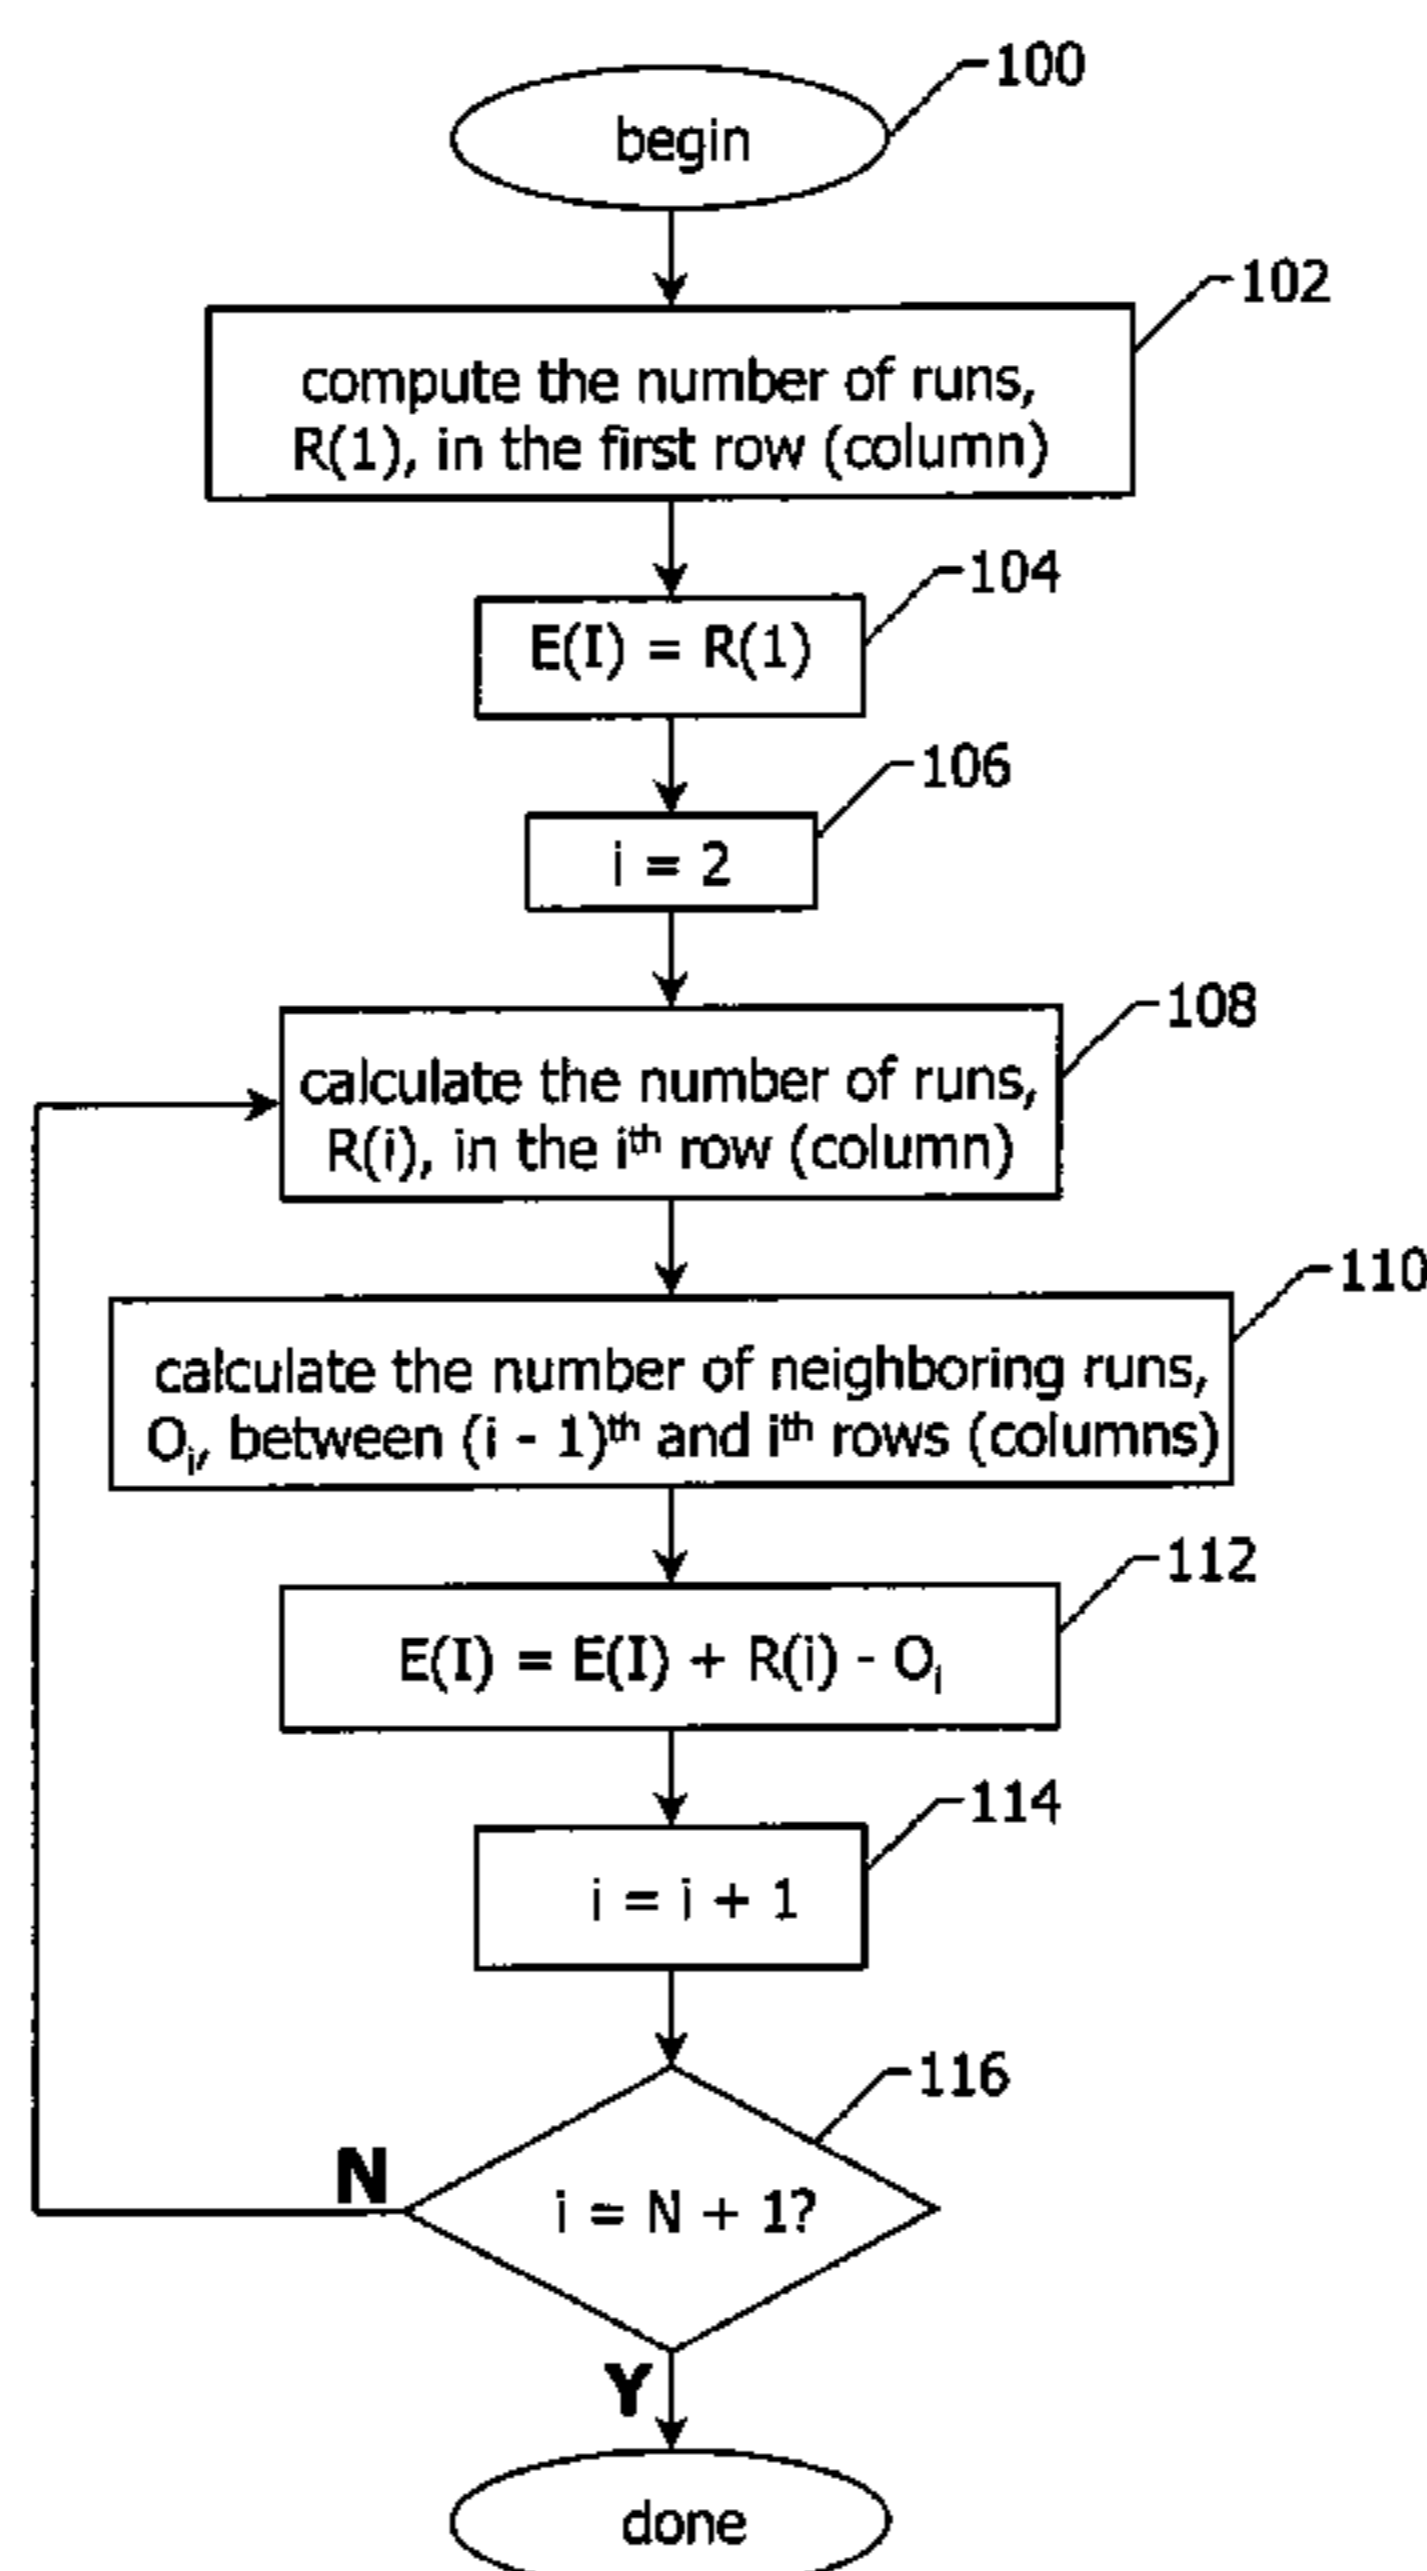 100
begin
102
compute the number of runs,
R(1), in the first row (column)
104
E(I) = R(1)
106
i = 2
108
calculate the number of runs,
R(i), in the iᵗʰ row (column)
110
calculate the number of neighboring runs,
Oᵢ, between (i - 1)ᵗʰ and iᵗʰ rows (columns)
112
E(I) = E(I) + R(i) - Oᵢ
114
i = i + 1
116
N
i = N + 1?
Y
done